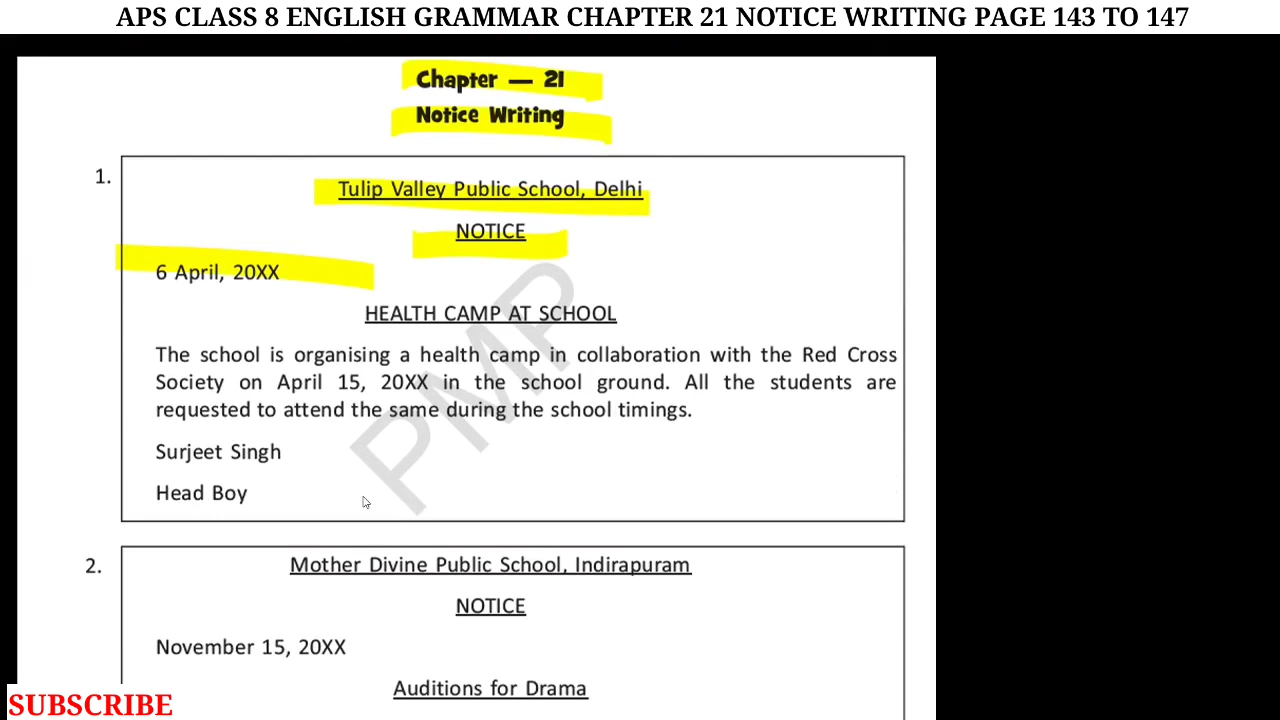 APS CLASS 8 ENGLISH GRAMMAR CHAPTER 21 NOTICE WRITING PAGE 143 TO 147
Chapter — 21
Notice Writing
1.
Tulip Valley Public School, Delhi
NOTICE
6 April, 20XX
HEALTH CAMP AT SCHOOL
The school is organising a health camp in collaboration with the Red Cross
Society on April 15, 20XX in the school ground. All the students are
requested to attend the same during the school timings.
Surjeet Singh
Head Boy
PMP
2.
Mother Divine Public School, Indirapuram
NOTICE
November 15, 20XX
Auditions for Drama
SUBSCRIBE